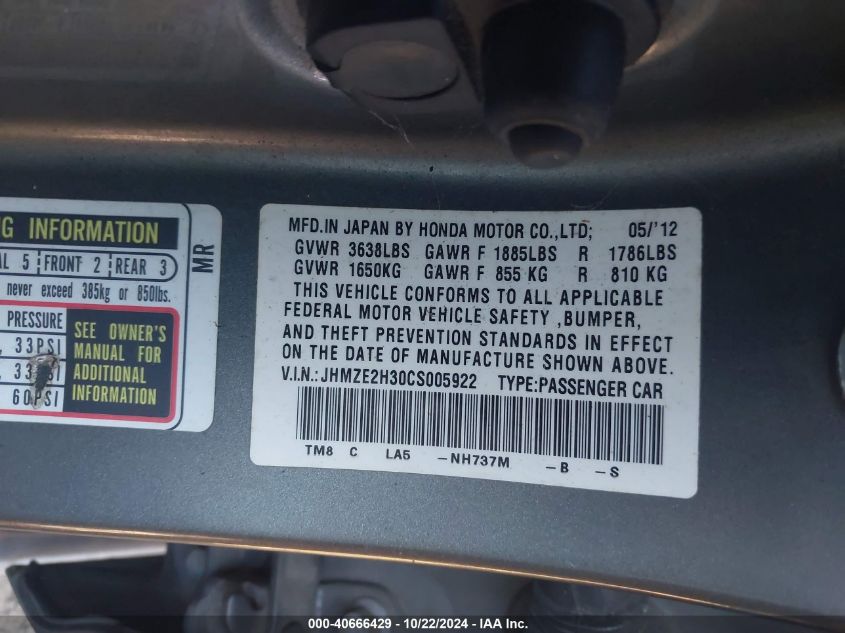 G INFORMATION
AL 5 FRONT 2 REAR 3
never exceed 385kg or 850lbs.
PRESSURE
33PSI
33
60PSI
SEE OWNER'S
MANUAL FOR
ADDITIONAL
INFORMATION
MR
MFD.IN JAPAN BY HONDA MOTOR CO.,LTD; 05/'12
GVWR 3638LBS GAWR F 1885LBS R 1786LBS
GVWR 1650KG GAWR F 855 KG R 810 KG
THIS VEHICLE CONFORMS TO ALL APPLICABLE
FEDERAL MOTOR VEHICLE SAFETY ,BUMPER,
AND THEFT PREVENTION STANDARDS IN EFFECT
ON THE DATE OF MANUFACTURE SHOWN ABOVE.
V.I.N.:JHMZE2H30CS005922 TYPE:PASSENGER CAR
TM8 C LA5 -NH737M -B -S
000-40666429 - 10/22/2024 - IAA Inc.